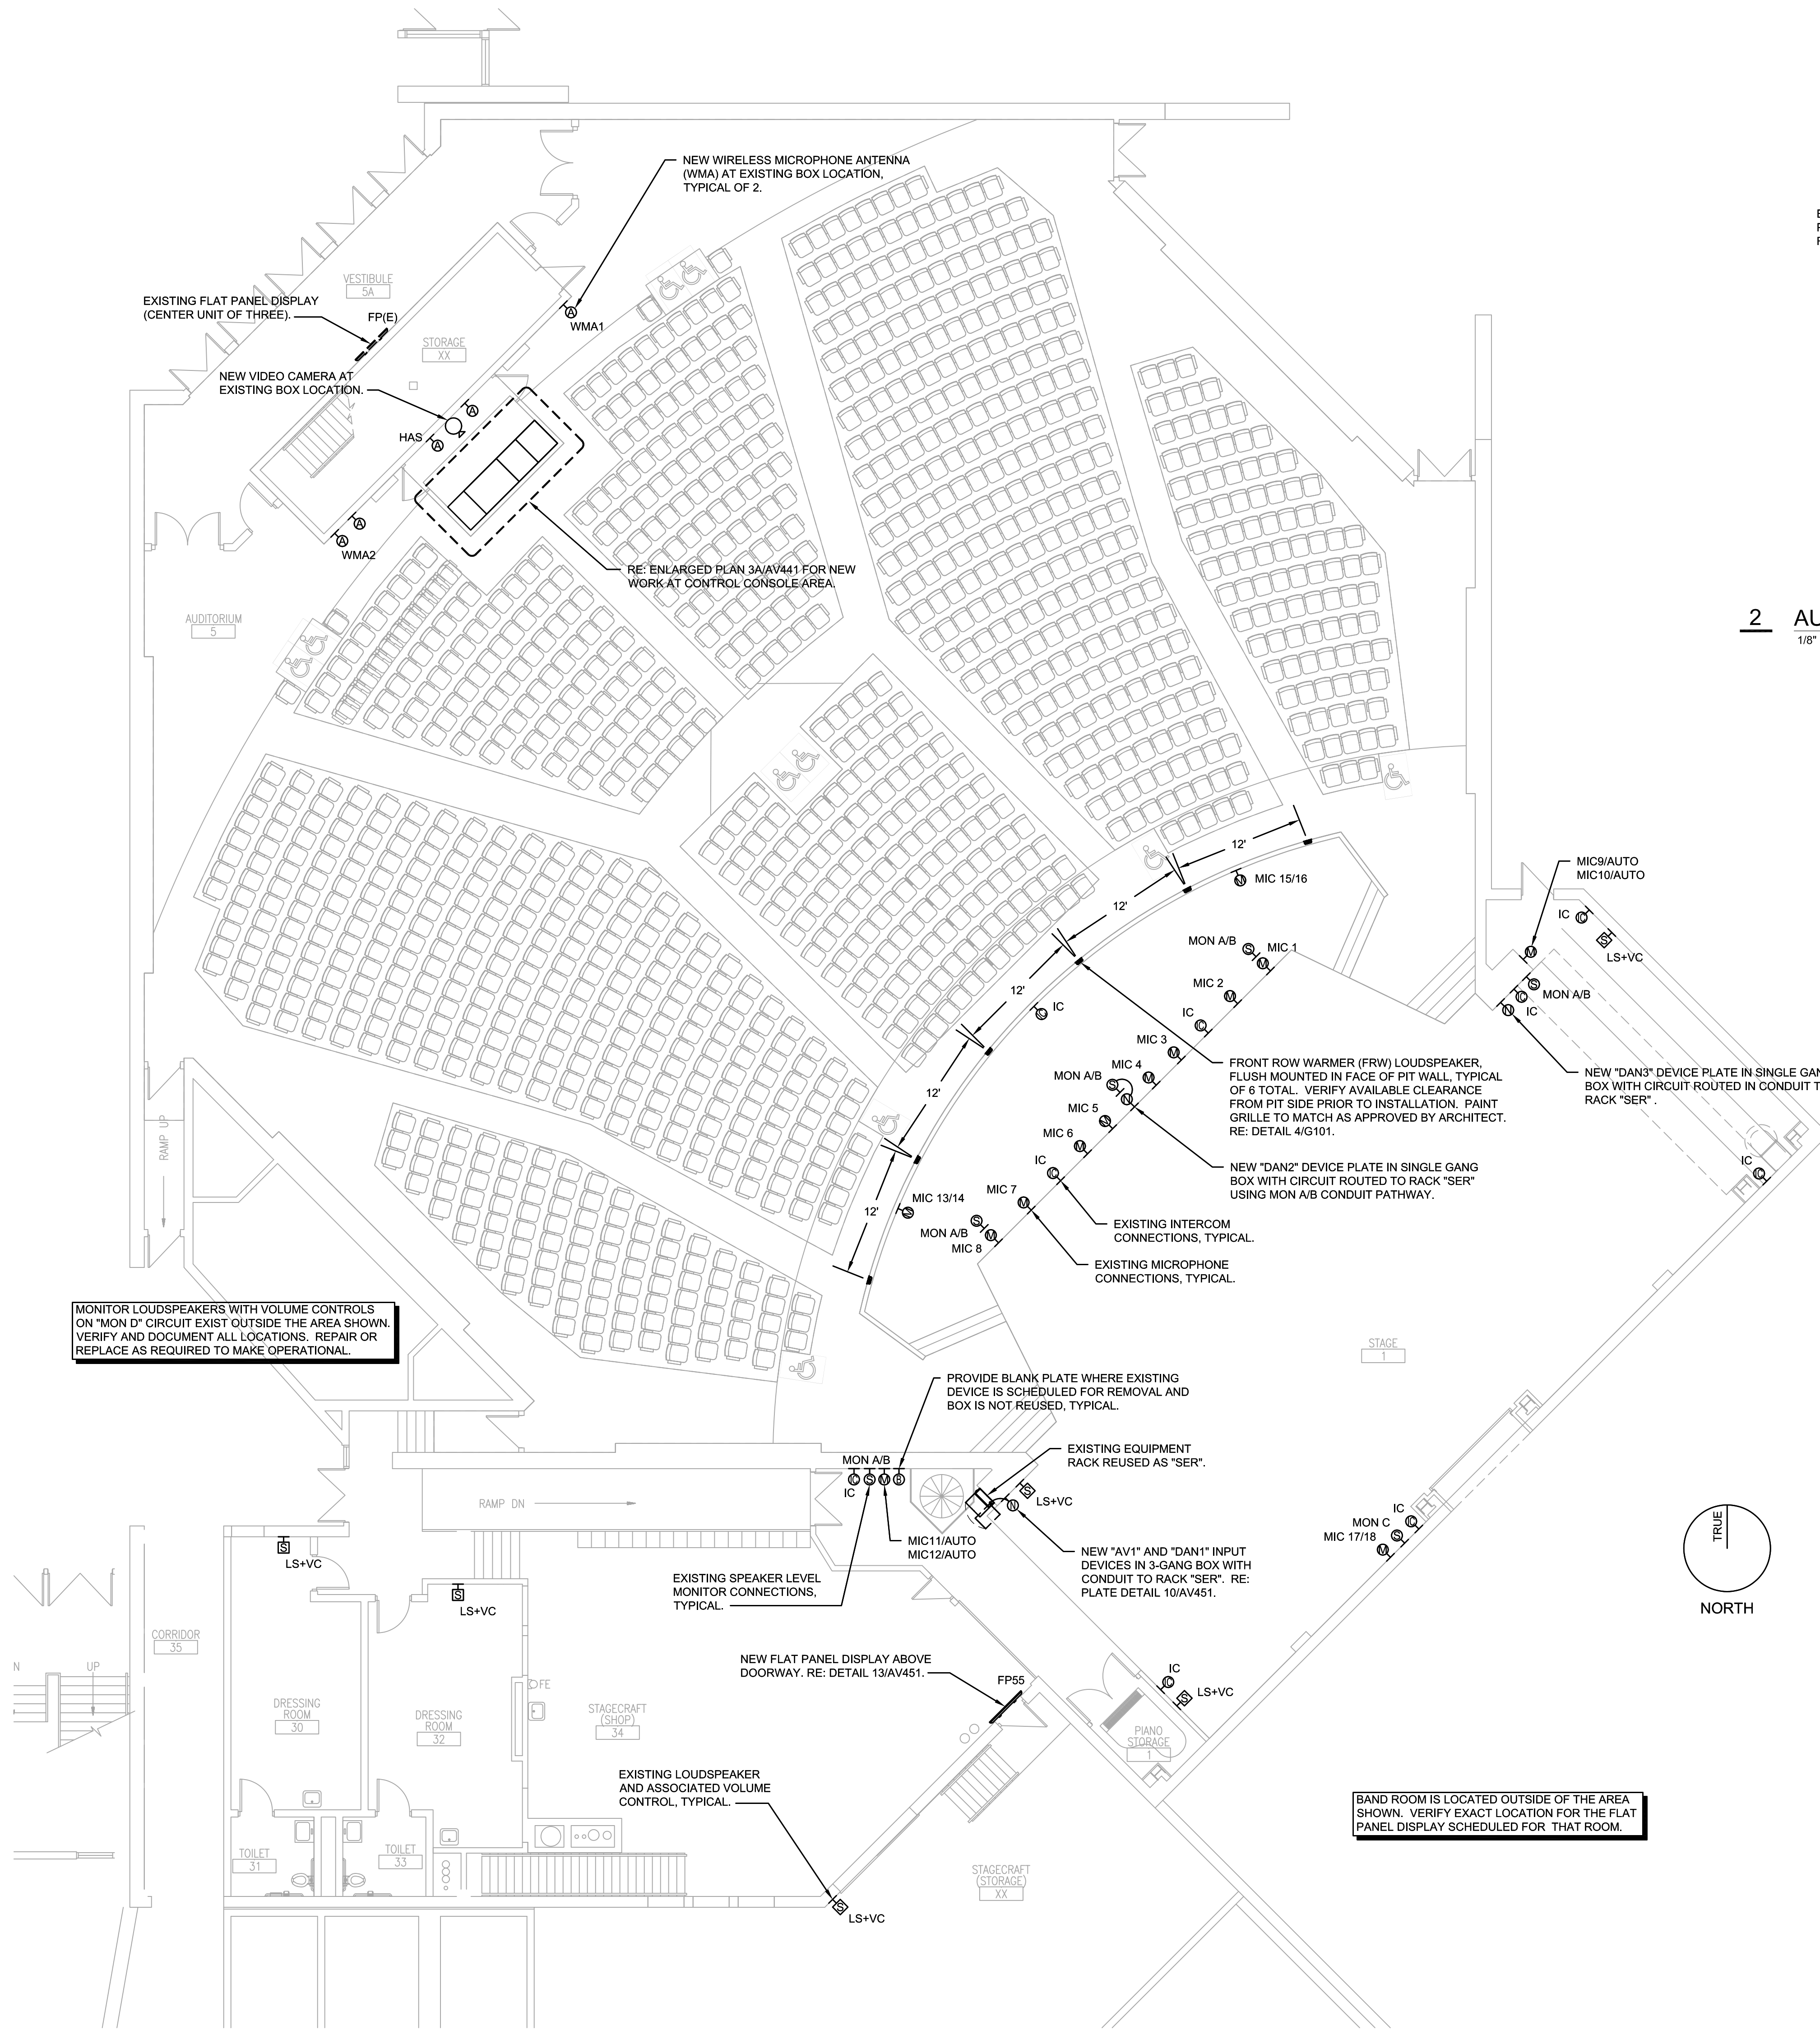 NEW WIRELESS MICROPHONE ANTENNA
(WMA) AT EXISTING BOX LOCATION,
TYPICAL OF 2.
VESTIBULE
5A
EXISTING FLAT PANEL DISPLAY
(CENTER UNIT OF THREE).
FP(E)
A
WMA1
STORAGE
XX
NEW VIDEO CAMERA AT
EXISTING BOX LOCATION.
A
HAS
A
A
A
WMA2
RE: ENLARGED PLAN 3A/AV441 FOR NEW
WORK AT CONTROL CONSOLE AREA.
AUDITORIUM
5
2
1/8"
12'
12'
12'
12'
12'
MIC 15/16
MIC9/AUTO
MIC10/AUTO
IC
LS+VC
MON A/B
IC
MON A/B
MIC 1
MIC 2
IC
IC
MIC 3
MIC 4
MON A/B
MIC 5
MIC 6
IC
MIC 7
MIC 13/14
MON A/B
MIC 8
FRONT ROW WARMER (FRW) LOUDSPEAKER,
FLUSH MOUNTED IN FACE OF PIT WALL, TYPICAL
OF 6 TOTAL. VERIFY AVAILABLE CLEARANCE
FROM PIT SIDE PRIOR TO INSTALLATION. PAINT
GRILLE TO MATCH AS APPROVED BY ARCHITECT.
RE: DETAIL 4/G101.
NEW "DAN3" DEVICE PLATE IN SINGLE
BOX WITH CIRCUIT ROUTED IN CONDUIT
RACK "SER" .
NEW "DAN2" DEVICE PLATE IN SINGLE GANG
BOX WITH CIRCUIT ROUTED TO RACK "SER"
USING MON A/B CONDUIT PATHWAY.
IC
EXISTING INTERCOM
CONNECTIONS, TYPICAL.
EXISTING MICROPHONE
CONNECTIONS, TYPICAL.
RAMP UP
MONITOR LOUDSPEAKERS WITH VOLUME CONTROLS
ON "MON D" CIRCUIT EXIST OUTSIDE THE AREA SHOWN.
VERIFY AND DOCUMENT ALL LOCATIONS. REPAIR OR
REPLACE AS REQUIRED TO MAKE OPERATIONAL.
STAGE
1
PROVIDE BLANK PLATE WHERE EXISTING
DEVICE IS SCHEDULED FOR REMOVAL AND
BOX IS NOT REUSED, TYPICAL.
MON A/B
IC
EXISTING EQUIPMENT
RACK REUSED AS "SER".
LS+VC
RAMP DN
MIC11/AUTO
MIC12/AUTO
NEW "AV1" AND "DAN1" INPUT
DEVICES IN 3-GANG BOX WITH
CONDUIT TO RACK "SER". RE:
PLATE DETAIL 10/AV451.
IC
MON C
MIC 17/18
TRUE
NORTH
LS+VC
LS+VC
EXISTING SPEAKER LEVEL
MONITOR CONNECTIONS,
TYPICAL.
CORRIDOR
35
N
UP
NEW FLAT PANEL DISPLAY ABOVE
DOORWAY. RE: DETAIL 13/AV451.
FP55
IC
LS+VC
FE
DRESSING
ROOM
30
DRESSING
ROOM
32
STAGECRAFT
(SHOP)
34
PIANO
STORAGE
1
EXISTING LOUDSPEAKER
AND ASSOCIATED VOLUME
CONTROL, TYPICAL.
BAND ROOM IS LOCATED OUTSIDE OF THE AREA
SHOWN. VERIFY EXACT LOCATION FOR THE FLAT
PANEL DISPLAY SCHEDULED FOR THAT ROOM.
TOILET
31
TOILET
33
STAGECRAFT
(STORAGE)
XX
LS+VC